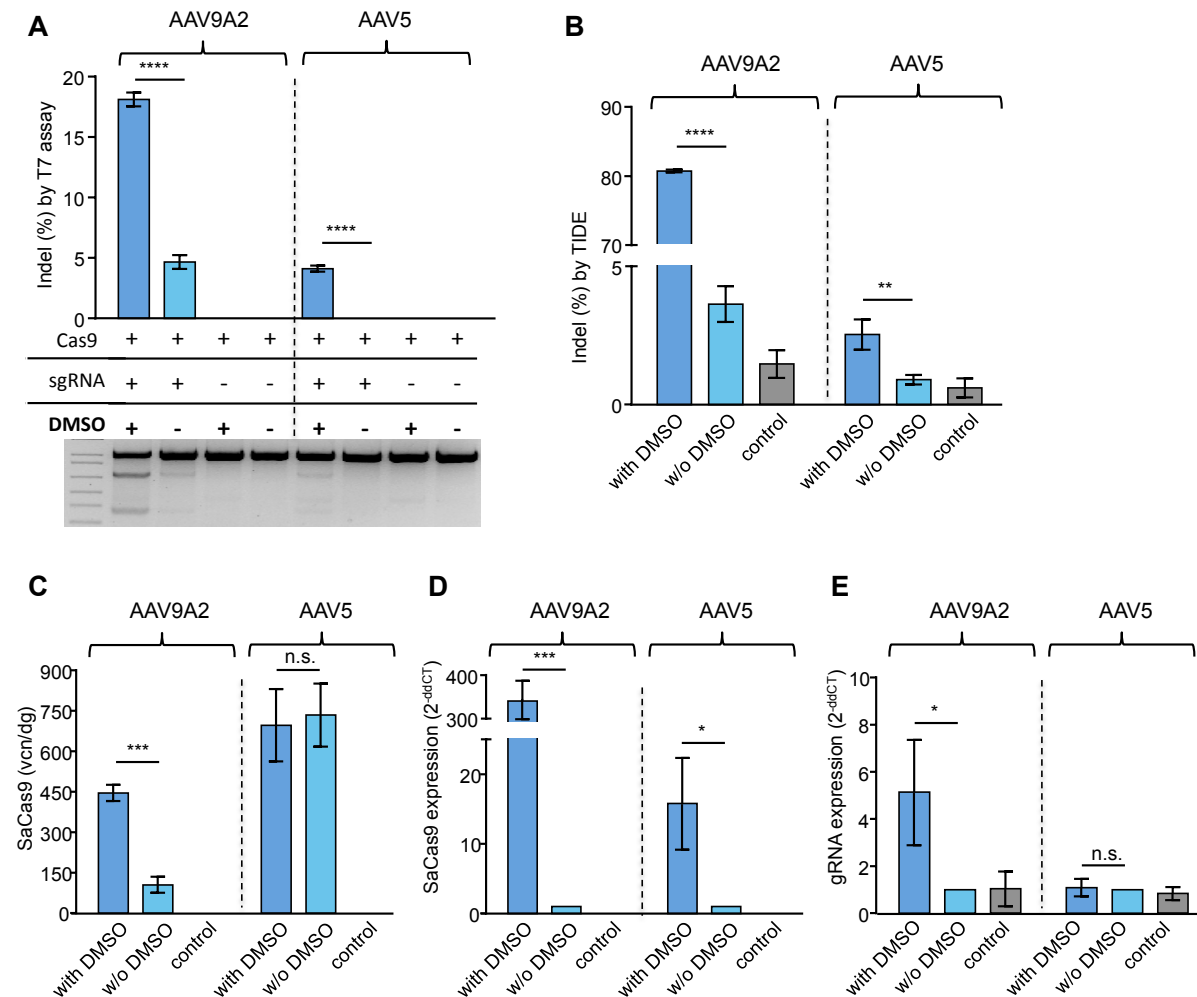 A
AAV9A2 AAV5
Indel (%) by T7 assay
20
15
10
5
0
**** ****
Cas9 + + + + + + + +
sgRNA + + - - + + - -
DMSO + - + - + - + -
B
AAV9A2 AAV5
Indel (%) by TIDE
90
80
70
5
0
**** **
with DMSO w/o DMSO control with DMSO w/o DMSO control
C
AAV9A2 AAV5
SaCas9 (vcn/dg)
900
750
600
450
300
150
0
*** n.s.
with DMSO w/o DMSO control with DMSO w/o DMSO control
D
AAV9A2 AAV5
SaCas9 expression (2-ddCT)
400
300
20
0
*** *
with DMSO w/o DMSO control with DMSO w/o DMSO control
E
AAV9A2 AAV5
gRNA expression (2-ddCT)
10
8
6
4
2
0
* n.s.
with DMSO w/o DMSO control with DMSO w/o DMSO control